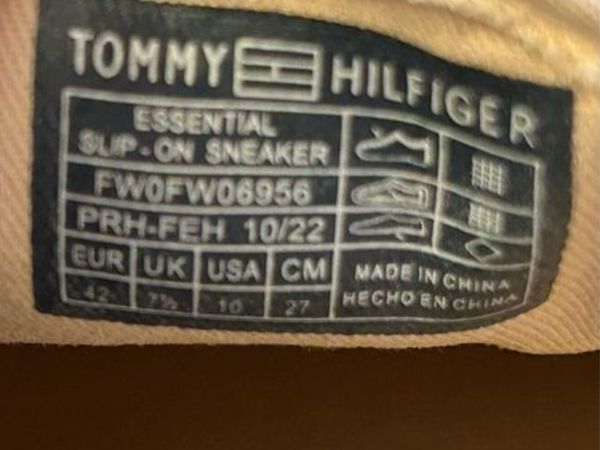 TOMMY HILFIGER
ESSENTIAL
SLIP-ON SNEAKER
FW0FW06956
PRH-FEH 10/22
EUR UK USA CM
42 7½ 10 27
MADE IN CHINA
HECHO EN CHINA